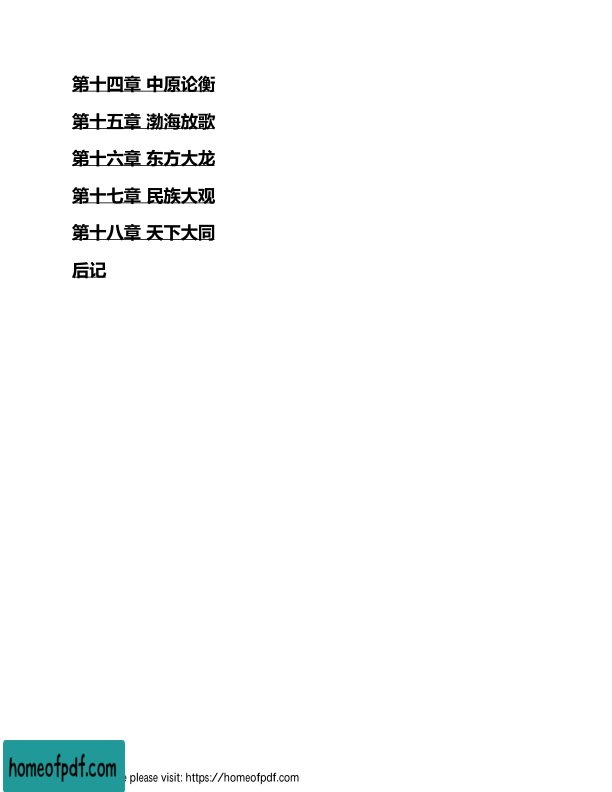 第十四章 中原论衡
第十五章 渤海放歌
第十六章 东方大龙
第十七章 民族大观
第十八章 天下大同
后记
homeofpdf.com
please visit: https://homeofpdf.com